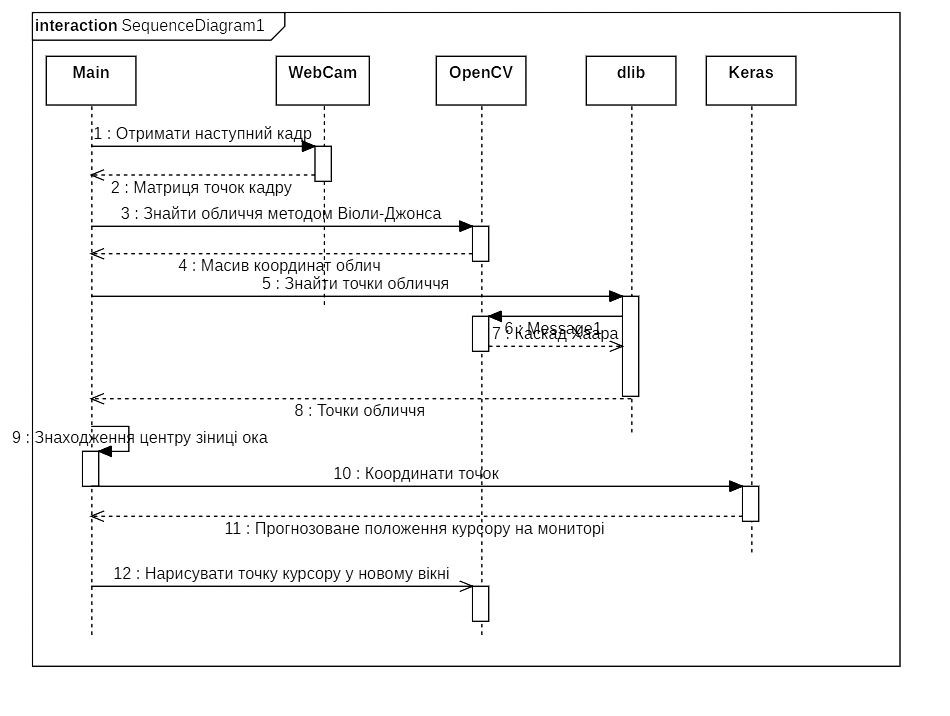 interaction SequenceDiagram1
Main
WebCam
OpenCV
dlib
Keras
1 : Отримати наступний кадр
2 : Матриця точок кадру
3 : Знайти обличчя методом Віоли-Джонса
4 : Масив координат облич
5 : Знайти точки обличчя
6 : Message1
7 : Каскад Хаара
8 : Точки обличчя
9 : Знаходження центру зіниці ока
10 : Координати точок
11 : Прогнозоване положення курсору на мониторі
12 : Нарисувати точку курсору у новому вікні